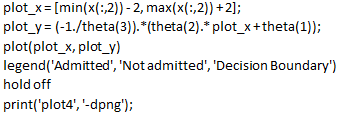 plot_x = [min(x(:,2)) - 2, max(x(:,2)) + 2];
plot_y = (-1./theta(3)).*(theta(2).* plot_x +theta(1));
plot(plot_x, plot_y)
legend('Admitted', 'Not admitted', 'Decision Boundary')
hold off
print('plot4', '-dpng');